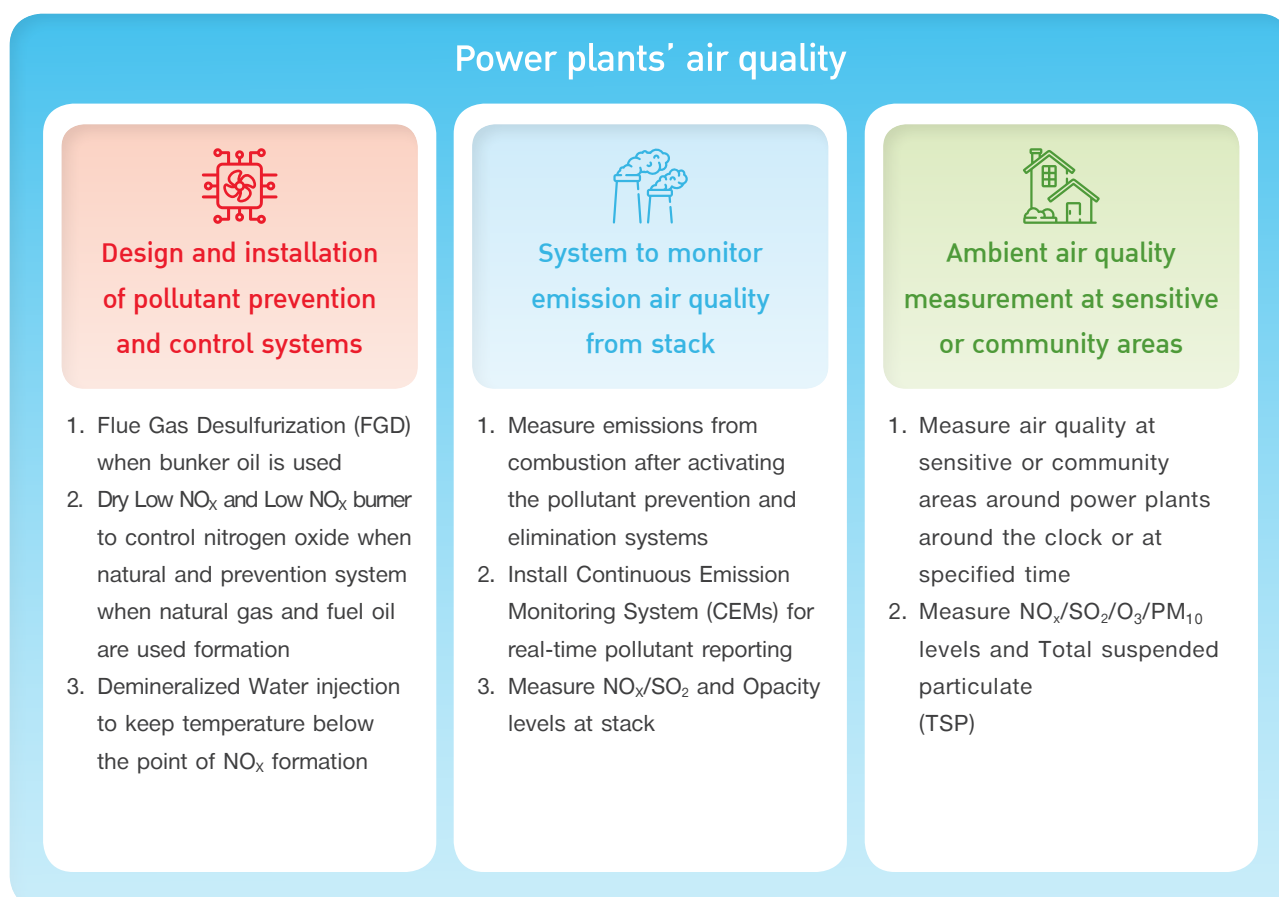 Power plants’ air quality
Design and installation
of pollutant prevention
and control systems
1. Flue Gas Desulfurization (FGD)
when bunker oil is used
2. Dry Low NOX and Low NOX burner
to control nitrogen oxide when
natural and prevention system
when natural gas and fuel oil
are used formation
3. Demineralized Water injection
to keep temperature below
the point of NOX formation
System to monitor
emission air quality
from stack
1. Measure emissions from
combustion after activating
the pollutant prevention and
elimination systems
2. Install Continuous Emission
Monitoring System (CEMs) for
real-time pollutant reporting
3. Measure NOX/SO2 and Opacity
levels at stack
Ambient air quality
measurement at sensitive
or community areas
1. Measure air quality at
sensitive or community
areas around power plants
around the clock or at
specified time
2. Measure NOx/SO2/O3/PM10
levels and Total suspended
particulate
(TSP)